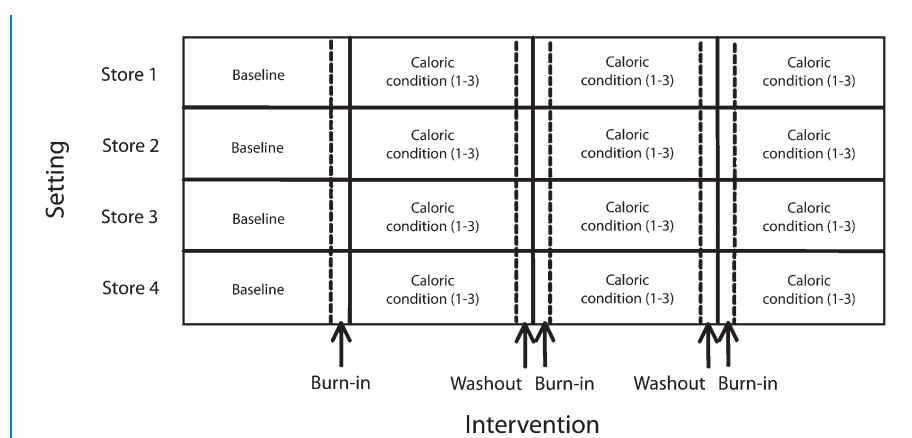 Store 1
Baseline
Caloric
condition (1-3)
Caloric
condition (1-3)
Caloric
condition (1-3)
Store 2
Baseline
Caloric
condition (1-3)
Caloric
condition (1-3)
Caloric
condition (1-3)
Store 3
Baseline
Caloric
condition (1-3)
Caloric
condition (1-3)
Caloric
condition (1-3)
Store 4
Baseline
Caloric
condition (1-3)
Caloric
condition (1-3)
Caloric
condition (1-3)
Setting
Burn-in
Washout
Burn-in
Washout
Burn-in
Intervention